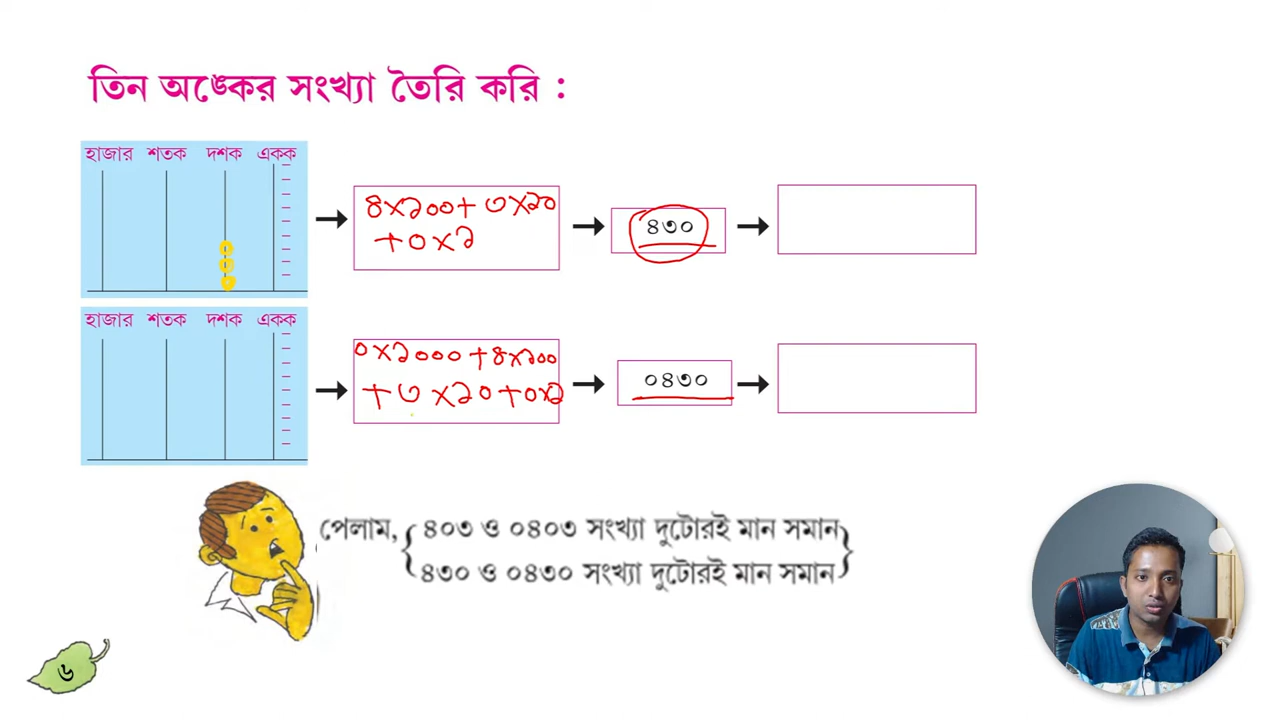 তিন অঙ্কের সংখ্যা তৈরি করি :
হাজার শতক দশক একক
৪×১০০+ ৩×১০
+০×১
৪৩০
হাজার শতক দশক একক
০×১০০০ +৪×১০০
+৩×১০+০×১
০৪৩০
পেলাম, ৪০৩ ও ০৪০৩ সংখ্যা দুটোরই মান সমান
৪৩০ ও ০৪৩০ সংখ্যা দুটোরই মান সমান
৬